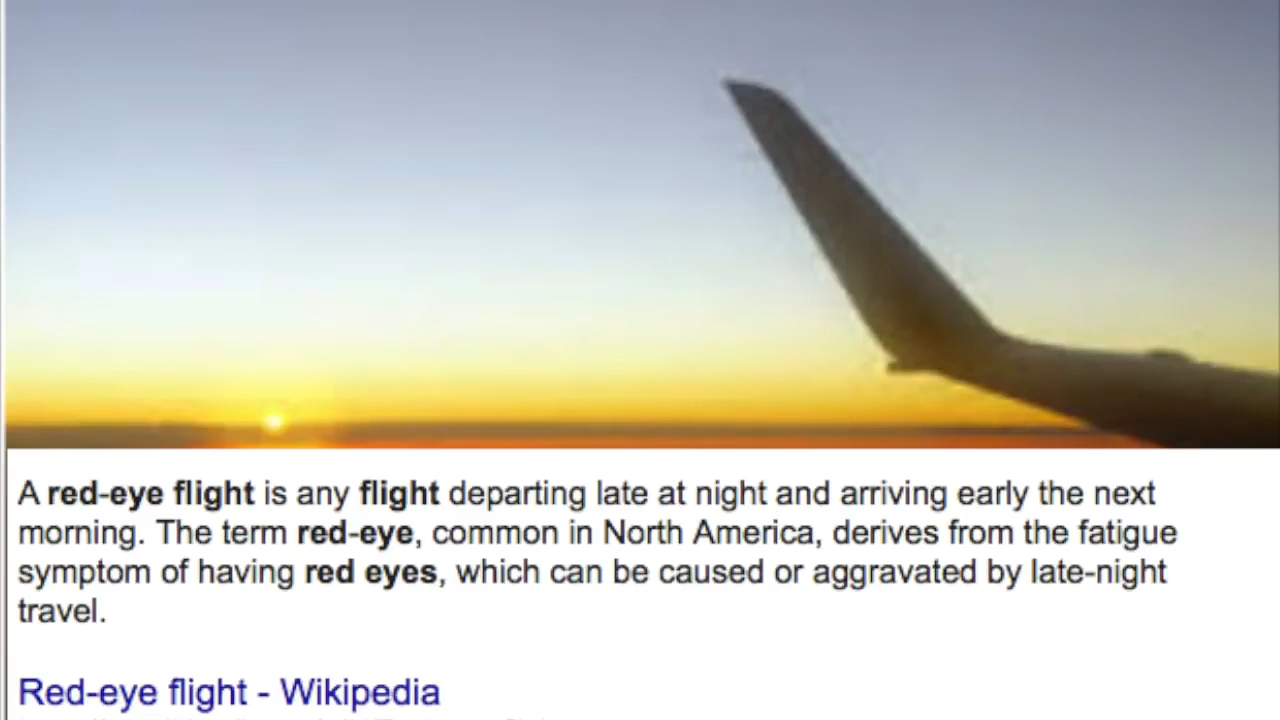 A red-eye flight is any flight departing late at night and arriving early the next
morning. The term red-eye, common in North America, derives from the fatigue
symptom of having red eyes, which can be caused or aggravated by late-night
travel.
Red-eye flight - Wikipedia